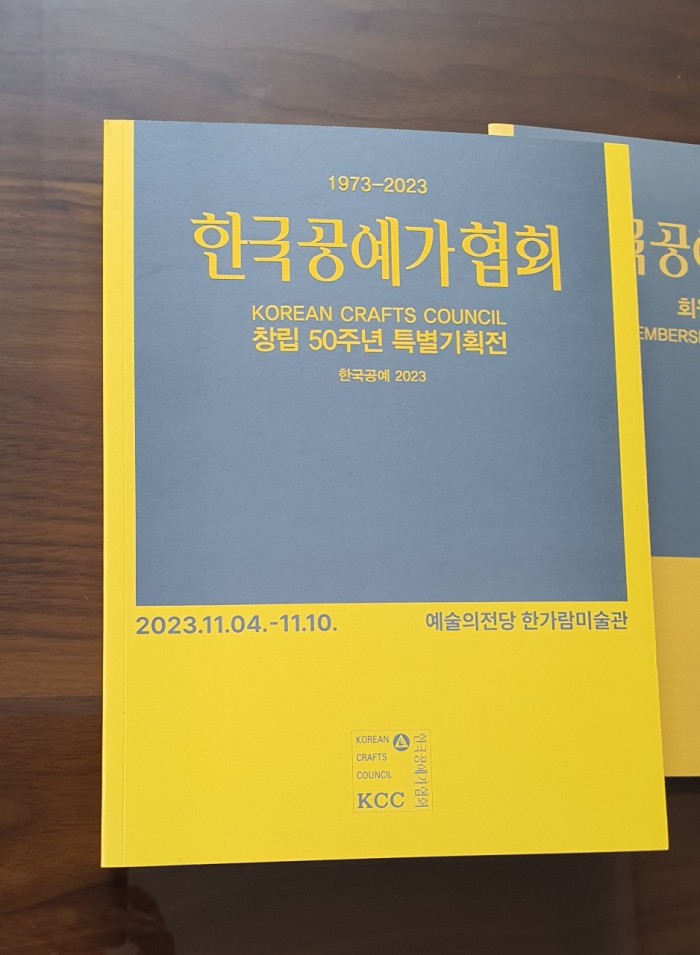 1973-2023
한국공예가협회
KOREAN CRAFTS COUNCIL
창립 50주년 특별기획전
한국공예 2023
2023.11.04.-11.10.
예술의전당 한가람미술관
KOREAN
CRAFTS
COUNCIL
KCC
한국공예가협회
국공예
회
EMBERS